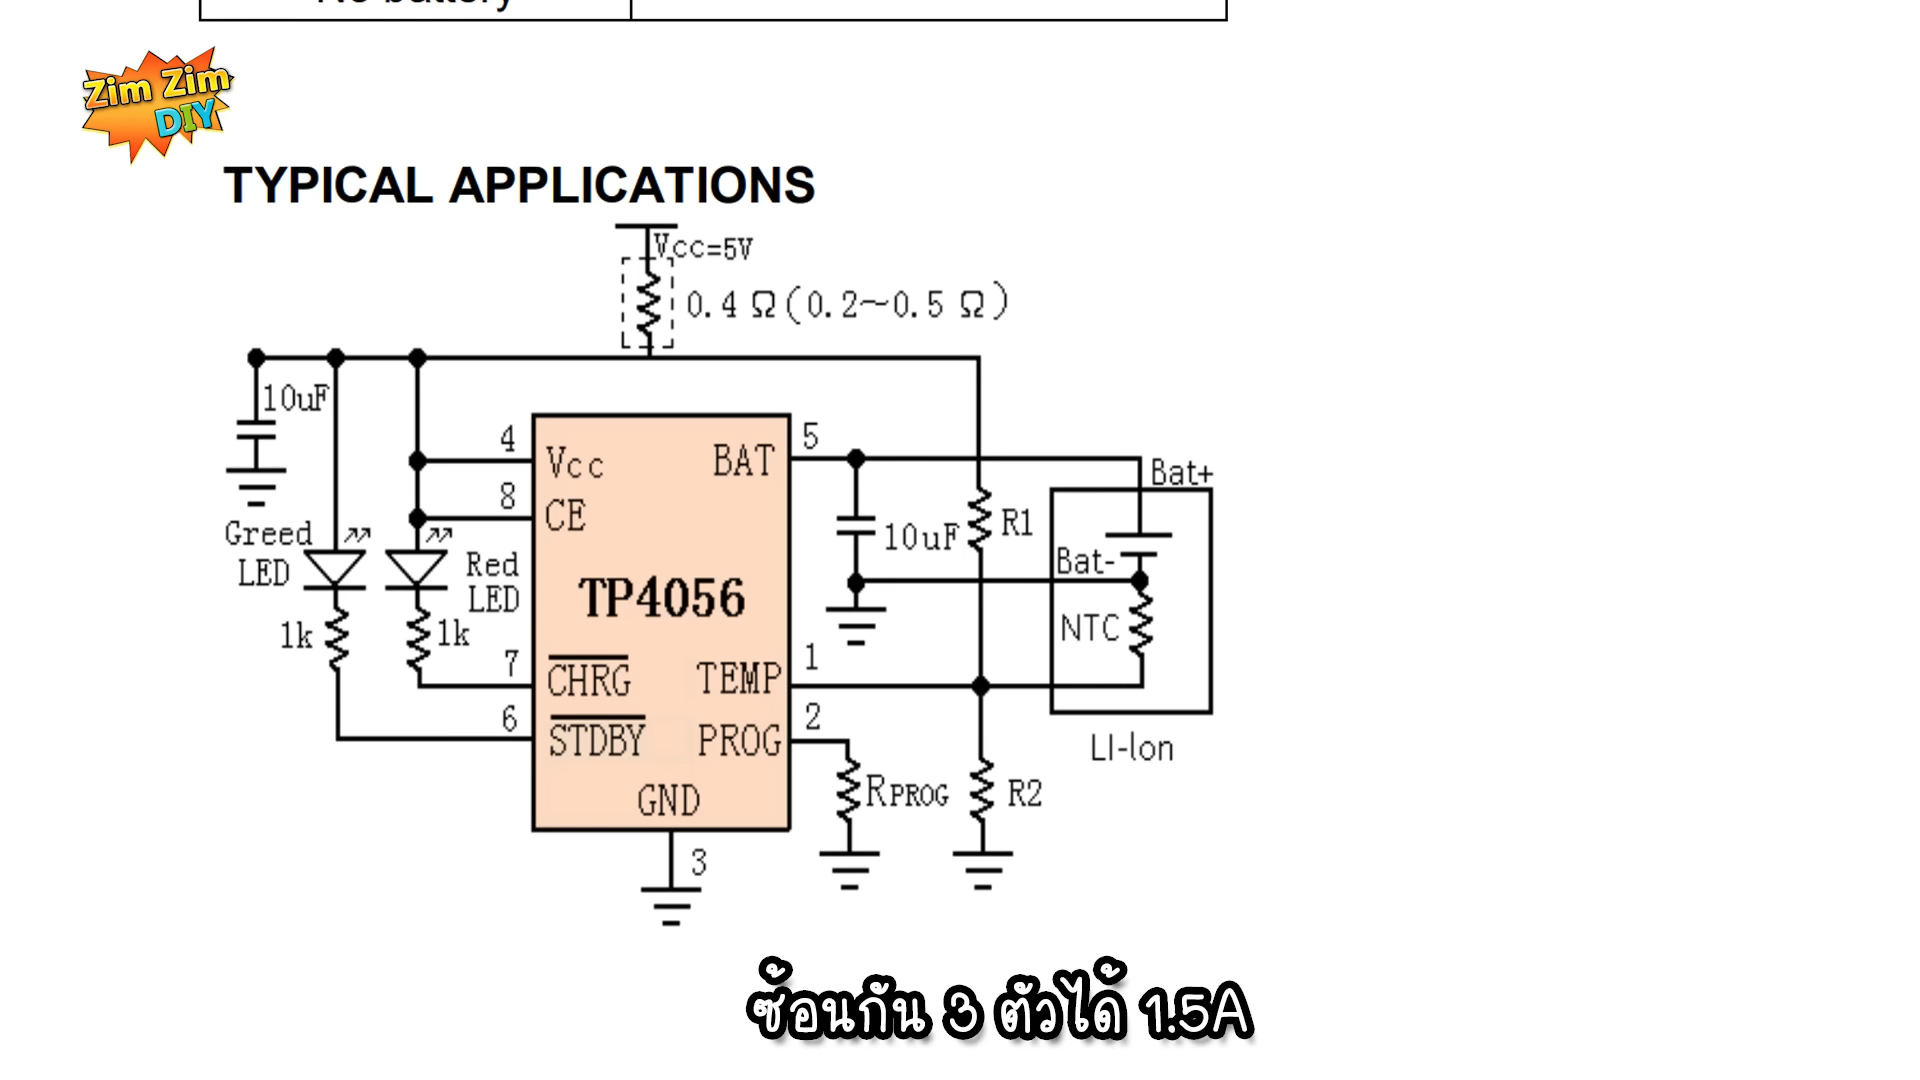 No battery
Zim Zim
DIY
TYPICAL APPLICATIONS
Vcc=5V
0.4 Ω(0.2~0.5 Ω)
10uF
4
Vcc
BAT
5
Bat+
8
CE
Greed
LED
Red
LED
10uF
R1
Bat-
TP4056
1k
1k
NTC
7
CHRG
TEMP
1
6
STDBY
PROG
2
LI-lon
RPROG
R2
GND
3
ซ้อนกัน 3 ตัวได้ 1.5A